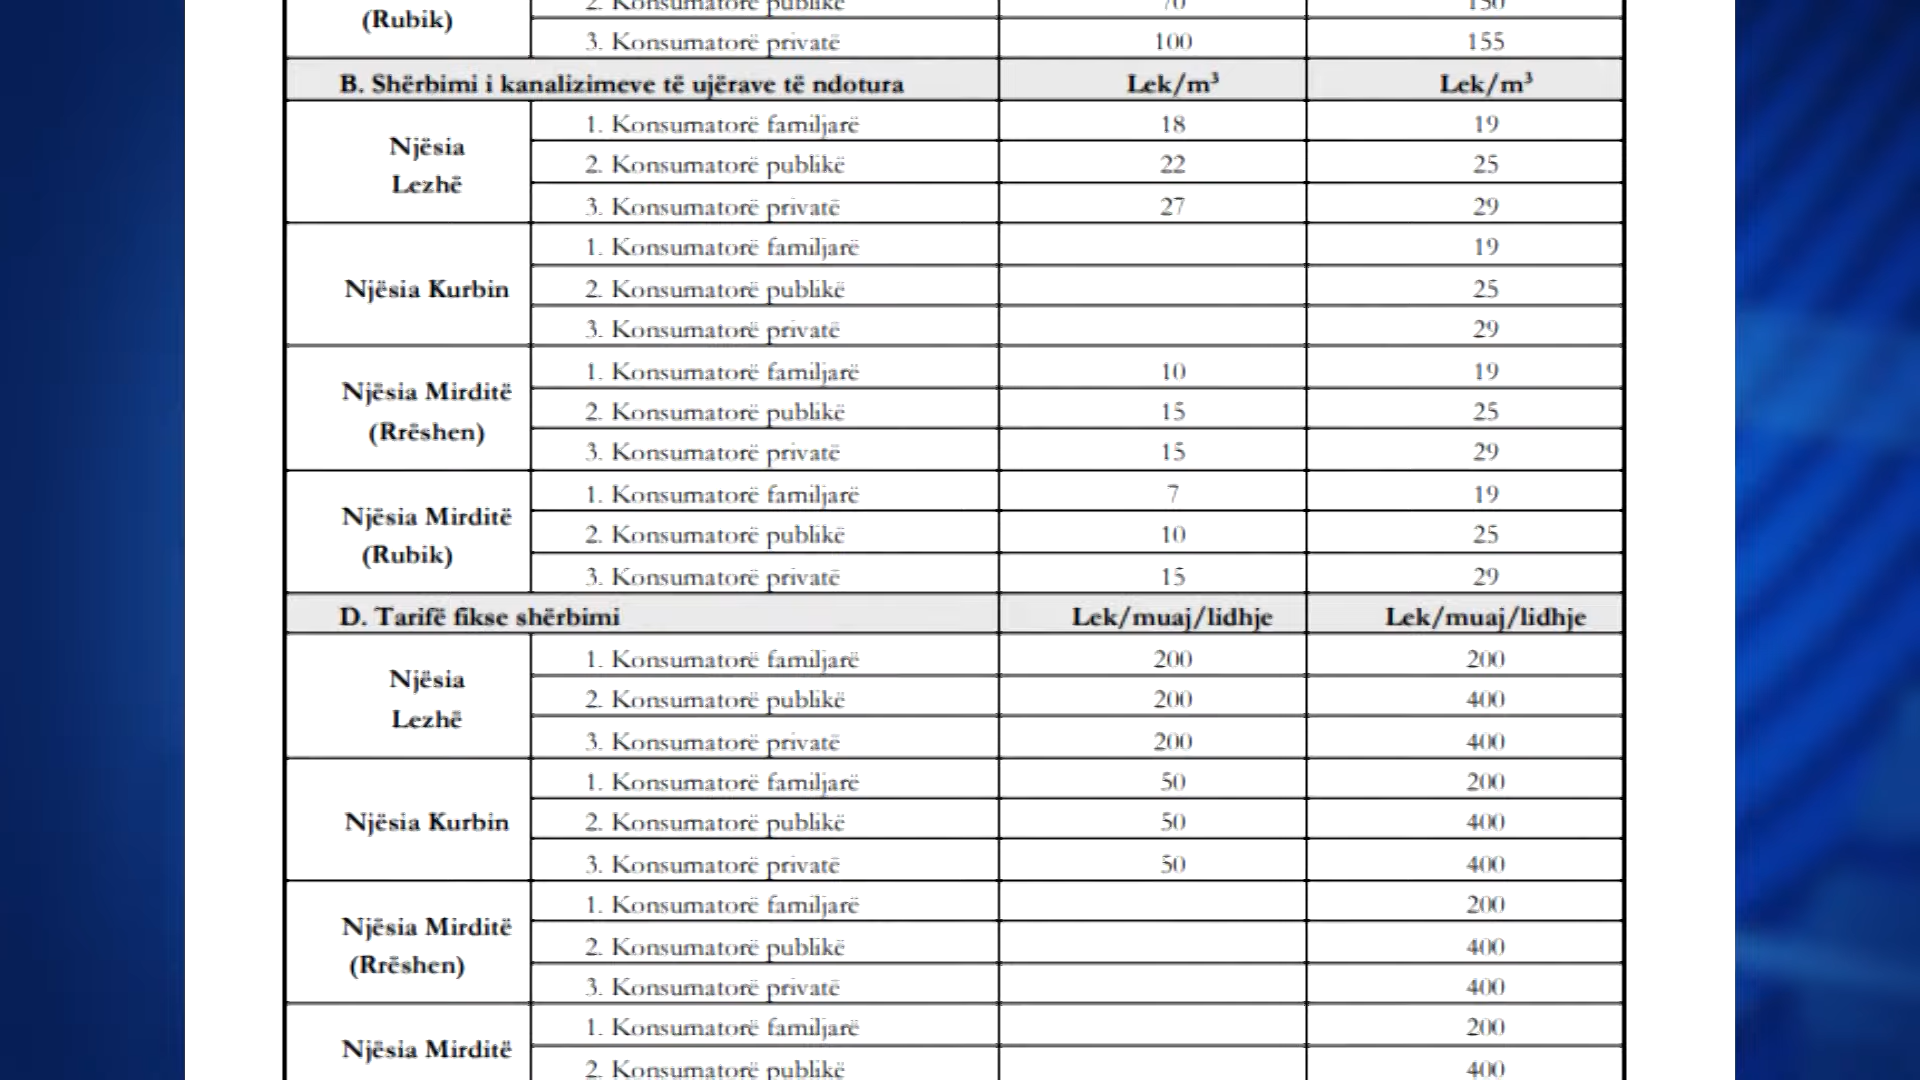 2. Konsumatorë publikë 70 150
(Rubik)
3. Konsumatorë privatë 100 155
B. Shërbimi i kanalizimeve të ujërave të ndotura Lek/m³ Lek/m³
1. Konsumatorë familjarë 18 19
Njësia
2. Konsumatorë publikë 22 25
Lezhë
3. Konsumatorë privatë 27 29
1. Konsumatorë familjarë 19
Njësia Kurbin 2. Konsumatorë publikë 25
3. Konsumatorë privatë 29
1. Konsumatorë familjarë 10 19
Njësia Mirditë
2. Konsumatorë publikë 15 25
(Rrëshen)
3. Konsumatorë privatë 15 29
1. Konsumatorë familjarë 7 19
Njësia Mirditë
2. Konsumatorë publikë 10 25
(Rubik)
3. Konsumatorë privatë 15 29
D. Tarifë fikse shërbimi Lek/muaj/lidhje Lek/muaj/lidhje
1. Konsumatorë familjarë 200 200
Njësia
2. Konsumatorë publikë 200 400
Lezhë
3. Konsumatorë privatë 200 400
1. Konsumatorë familjarë 50 200
Njësia Kurbin 2. Konsumatorë publikë 50 400
3. Konsumatorë privatë 50 400
1. Konsumatorë familjarë 200
Njësia Mirditë
2. Konsumatorë publikë 400
(Rrëshen)
3. Konsumatorë privatë 400
1. Konsumatorë familjarë 200
Njësia Mirditë
2. Konsumatorë publikë 400